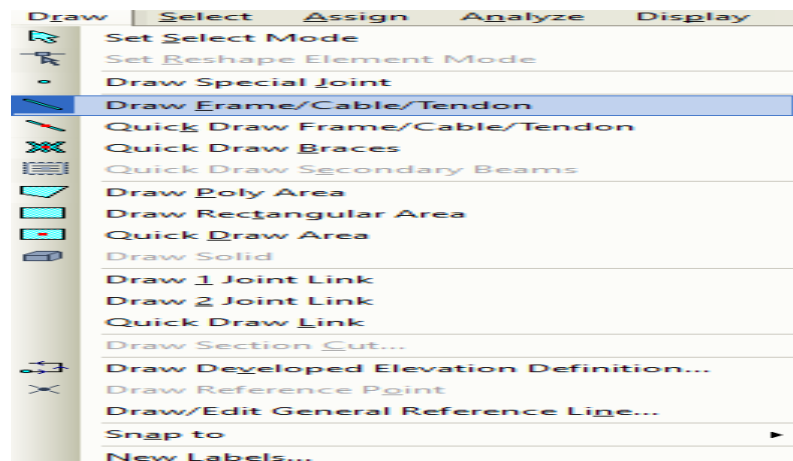 Draw Select Assign Analyze Display
Set Select Mode
Set Reshape Element Mode
Draw Special Joint
Draw Frame/Cable/Tendon
Quick Draw Frame/Cable/Tendon
Quick Draw Braces
Quick Draw Secondary Beams
Draw Poly Area
Draw Rectangular Area
Quick Draw Area
Draw Solid
Draw 1 Joint Link
Draw 2 Joint Link
Quick Draw Link
Draw Section Cut...
Draw Developed Elevation Definition...
Draw Reference Point
Draw/Edit General Reference Line...
Snap to
New Labels...